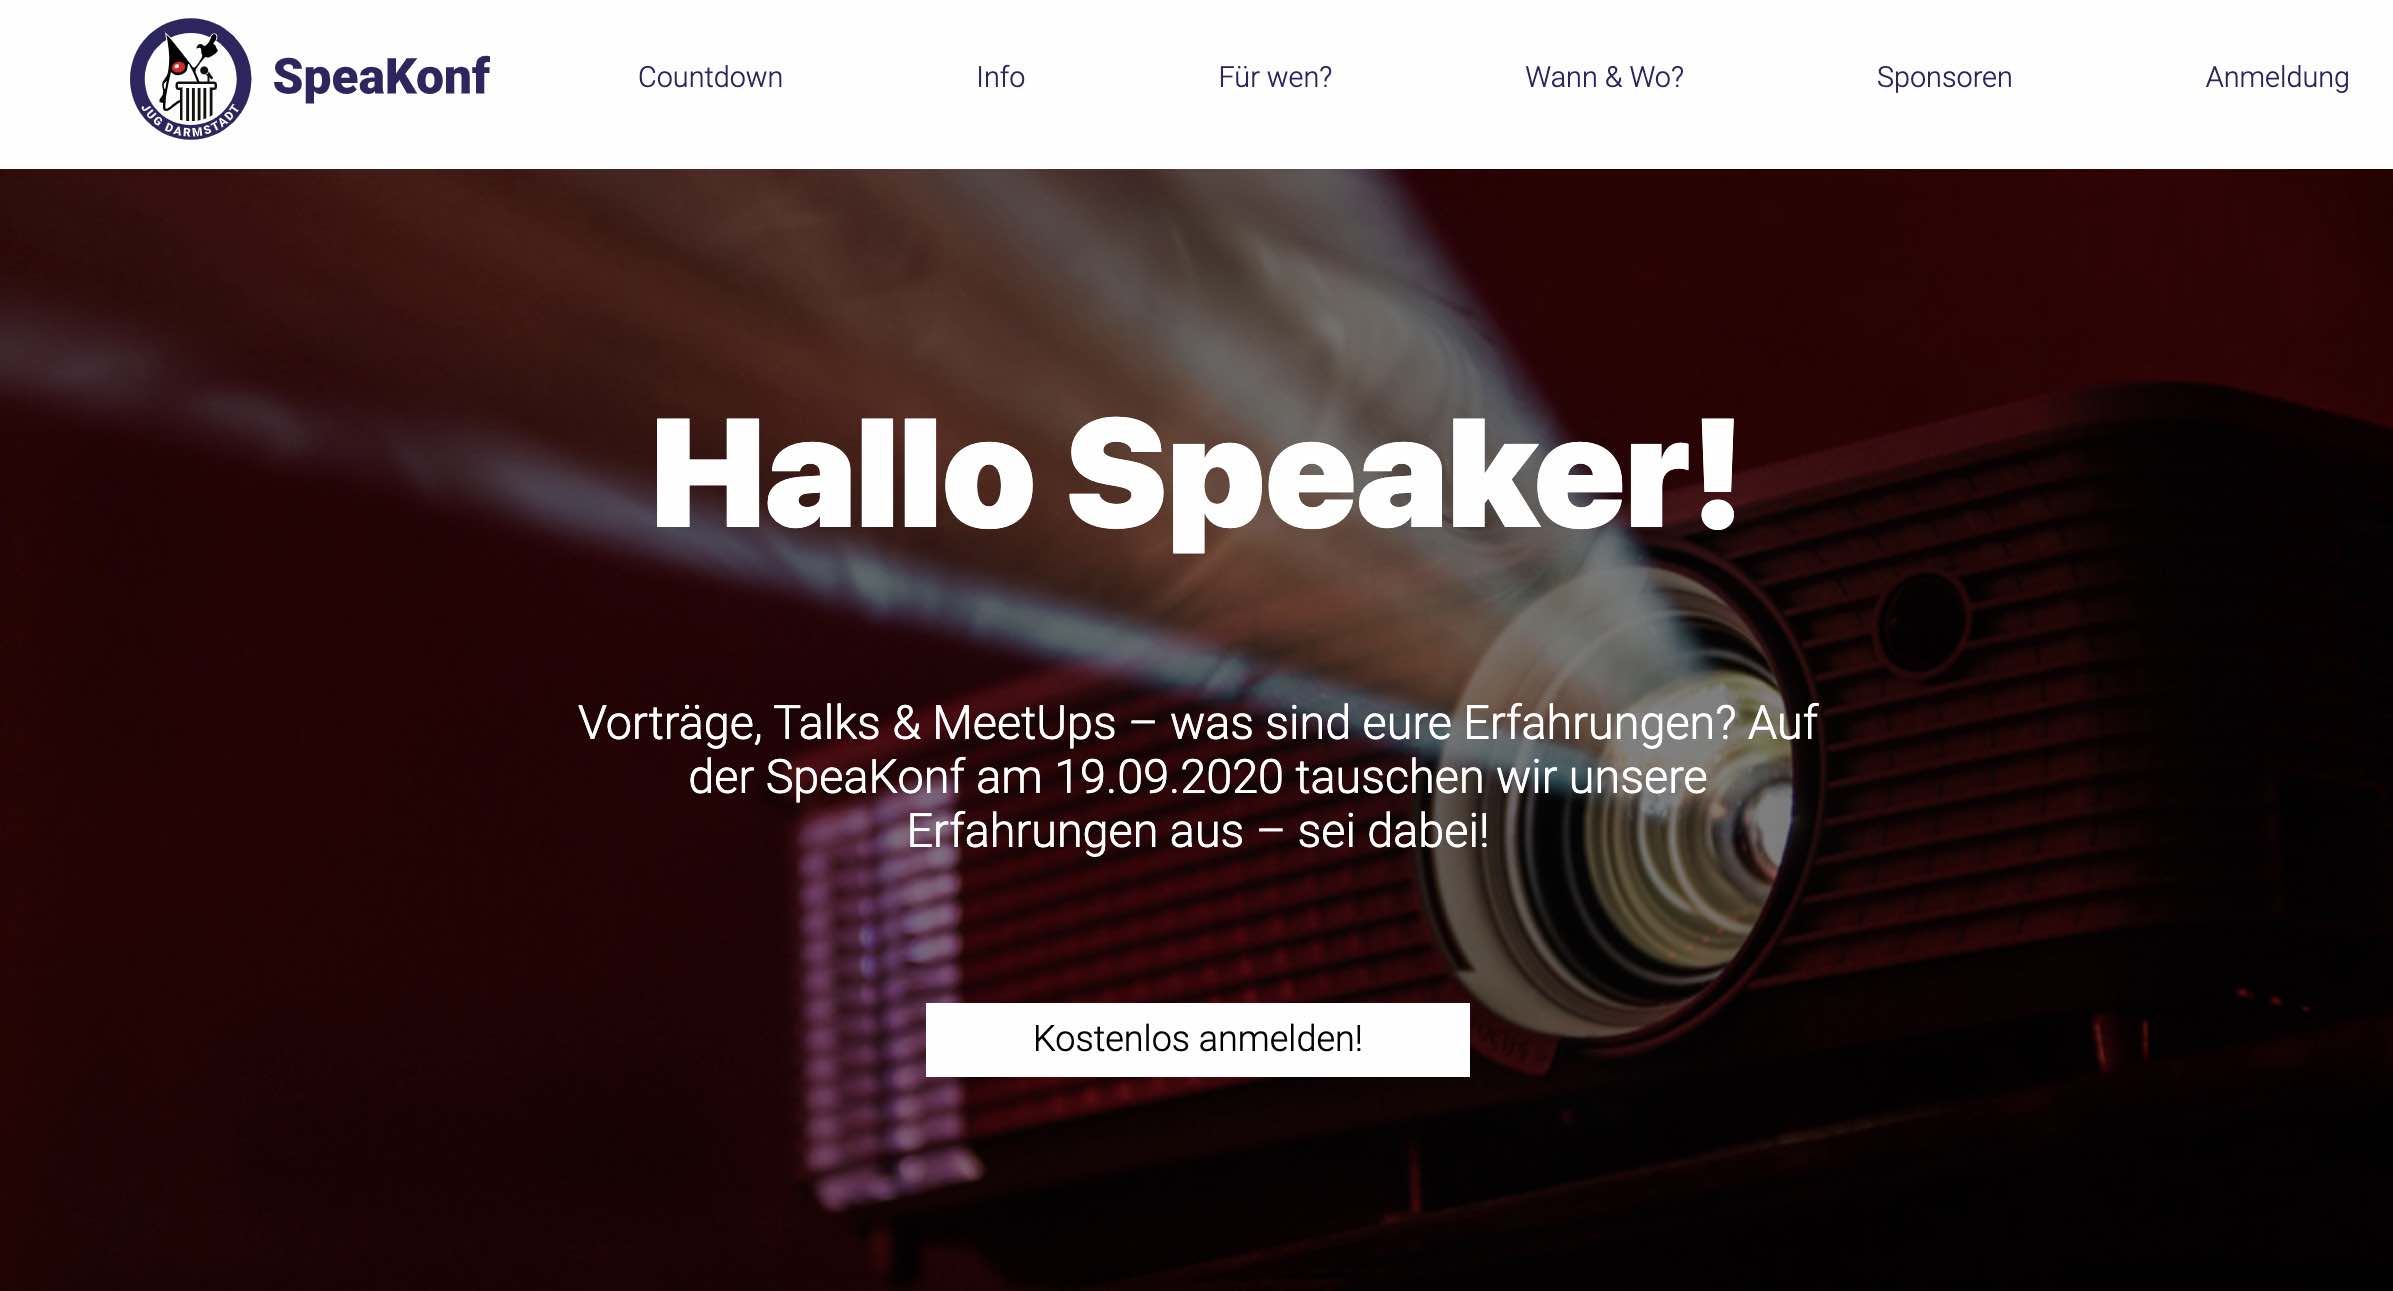 JUG DARMSTADT
SpeaKonf
Countdown
Info
Für wen?
Wann & Wo?
Sponsoren
Anmeldung
Hallo Speaker!
Vorträge, Talks & MeetUps – was sind eure Erfahrungen? Auf
der SpeaKonf am 19.09.2020 tauschen wir unsere
Erfahrungen aus – sei dabei!
Kostenlos anmelden!